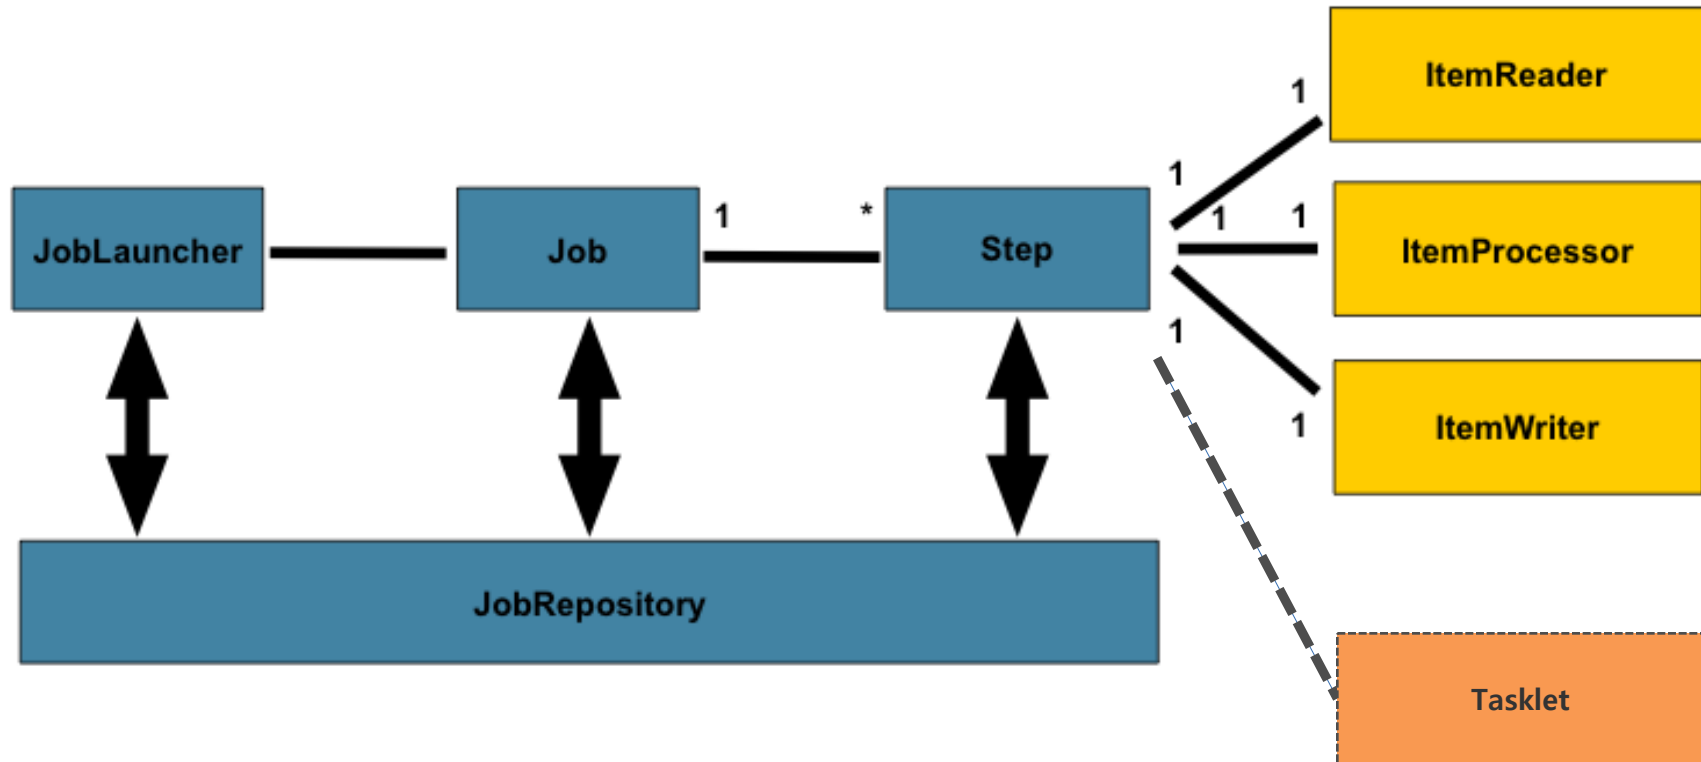 ItemReader
1
1
JobLauncher
Job
1
*
Step
1
1
ItemProcessor
1
1
ItemWriter
JobRepository
Tasklet